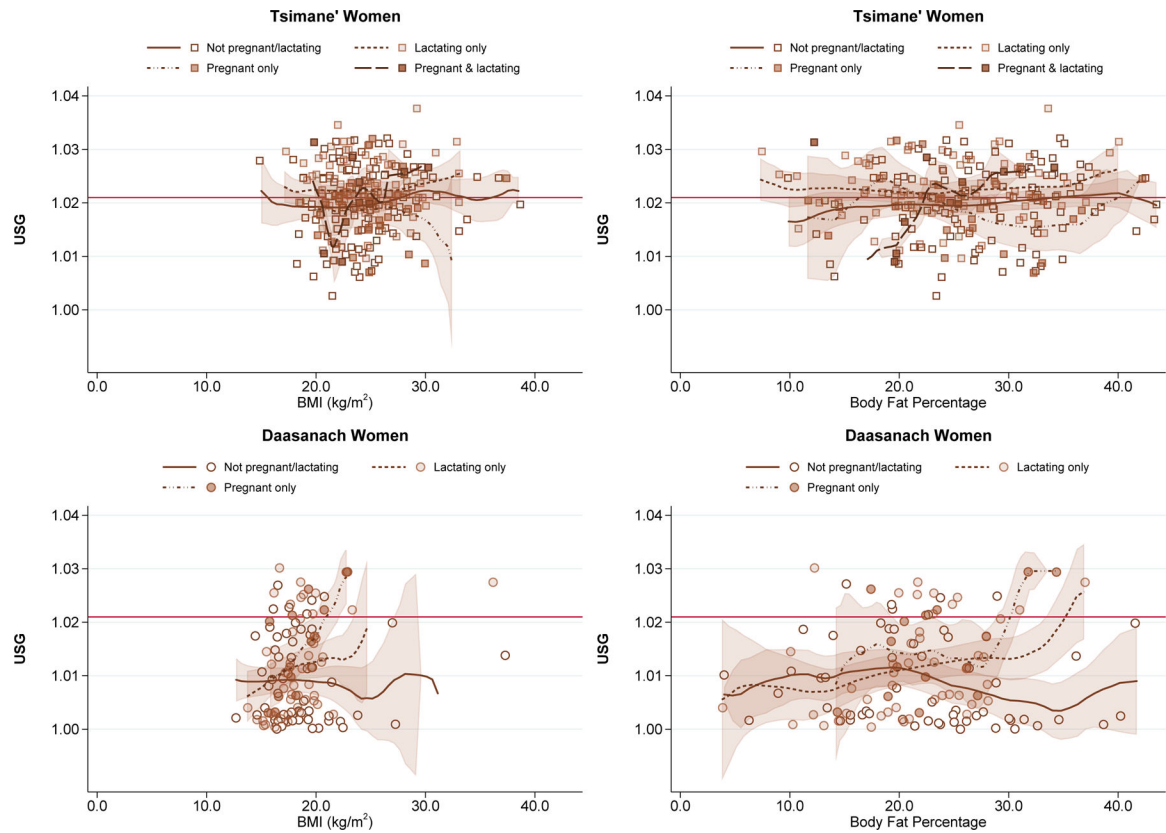 Tsimane' Women
Not pregnant/lactating Lactating only
Pregnant only Pregnant & lactating
1.04
1.03
1.02
1.01
1.00
USG
0.0 10.0 20.0 30.0 40.0
BMI (kg/m²)
Tsimane' Women
Not pregnant/lactating Lactating only
Pregnant only Pregnant & lactating
1.04
1.03
1.02
1.01
1.00
USG
0.0 10.0 20.0 30.0 40.0
Body Fat Percentage
Daasanach Women
Not pregnant/lactating Lactating only
Pregnant only
1.04
1.03
1.02
1.01
1.00
USG
0.0 10.0 20.0 30.0 40.0
BMI (kg/m²)
Daasanach Women
Not pregnant/lactating Lactating only
Pregnant only
1.04
1.03
1.02
1.01
1.00
USG
0.0 10.0 20.0 30.0 40.0
Body Fat Percentage